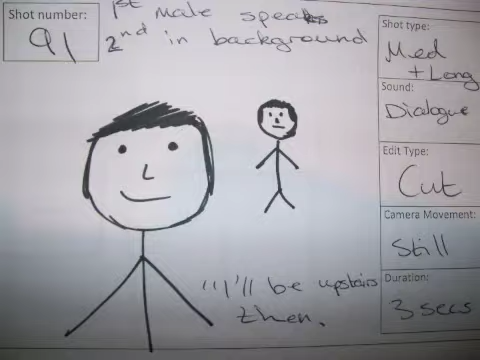 Shot number:
91
1st Male speaks
2nd in background
Shot type:
Med
+ Long
Sound:
Dialogue
Edit Type:
Cut
Camera Movement:
Still
Duration:
3 secs
"I'll be upstairs
then.